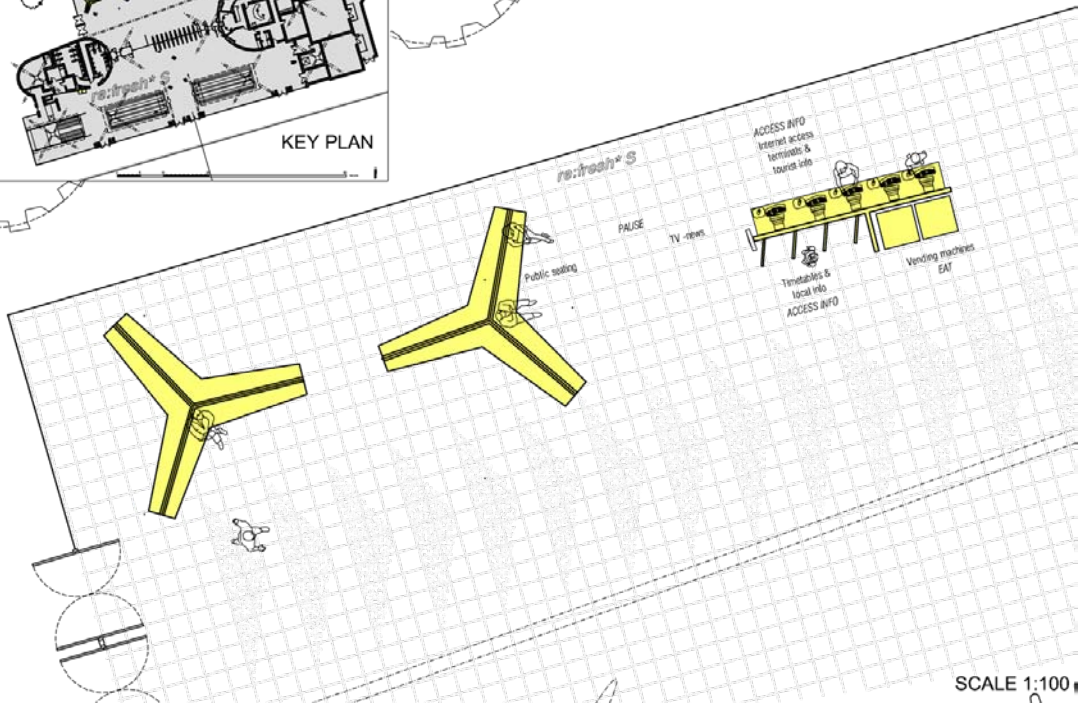 re:fresh* S
KEY PLAN
re:fresh* S
ACCESS INFO
Internet access
terminals &
tourist info
PAUSE
TV -news
Public seating
Timetables &
local info
ACCESS INFO
Vending machines
EAT
SCALE 1:100